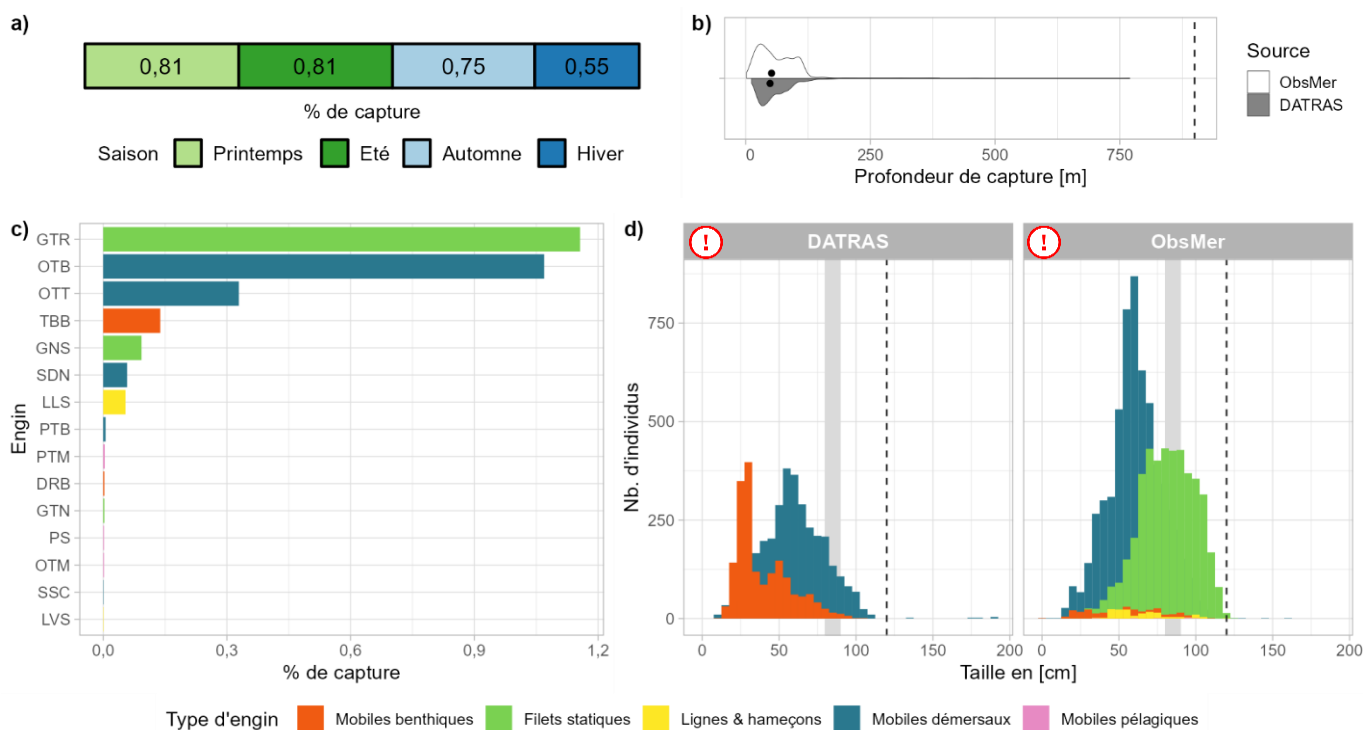 a)
0,81 0,81 0,75 0,55
% de capture
Saison Printemps Eté Automne Hiver
b)
0 250 500 750
Profondeur de capture [m]
Source
ObsMer
DATRAS
c)
Engin
GTR
OTB
OTT
TBB
GNS
SDN
LLS
PTB
PTM
DRB
GTN
PS
OTM
SSC
LVS
0,0 0,3 0,6 0,9 1,2
% de capture
d)
! DATRAS ! ObsMer
Nb. d'individus
750
500
250
0
0 50 100 150 200 0 50 100 150 200
Taille en [cm]
Type d'engin Mobiles benthiques Filets statiques Lignes & hameçons Mobiles démersaux Mobiles pélagiques